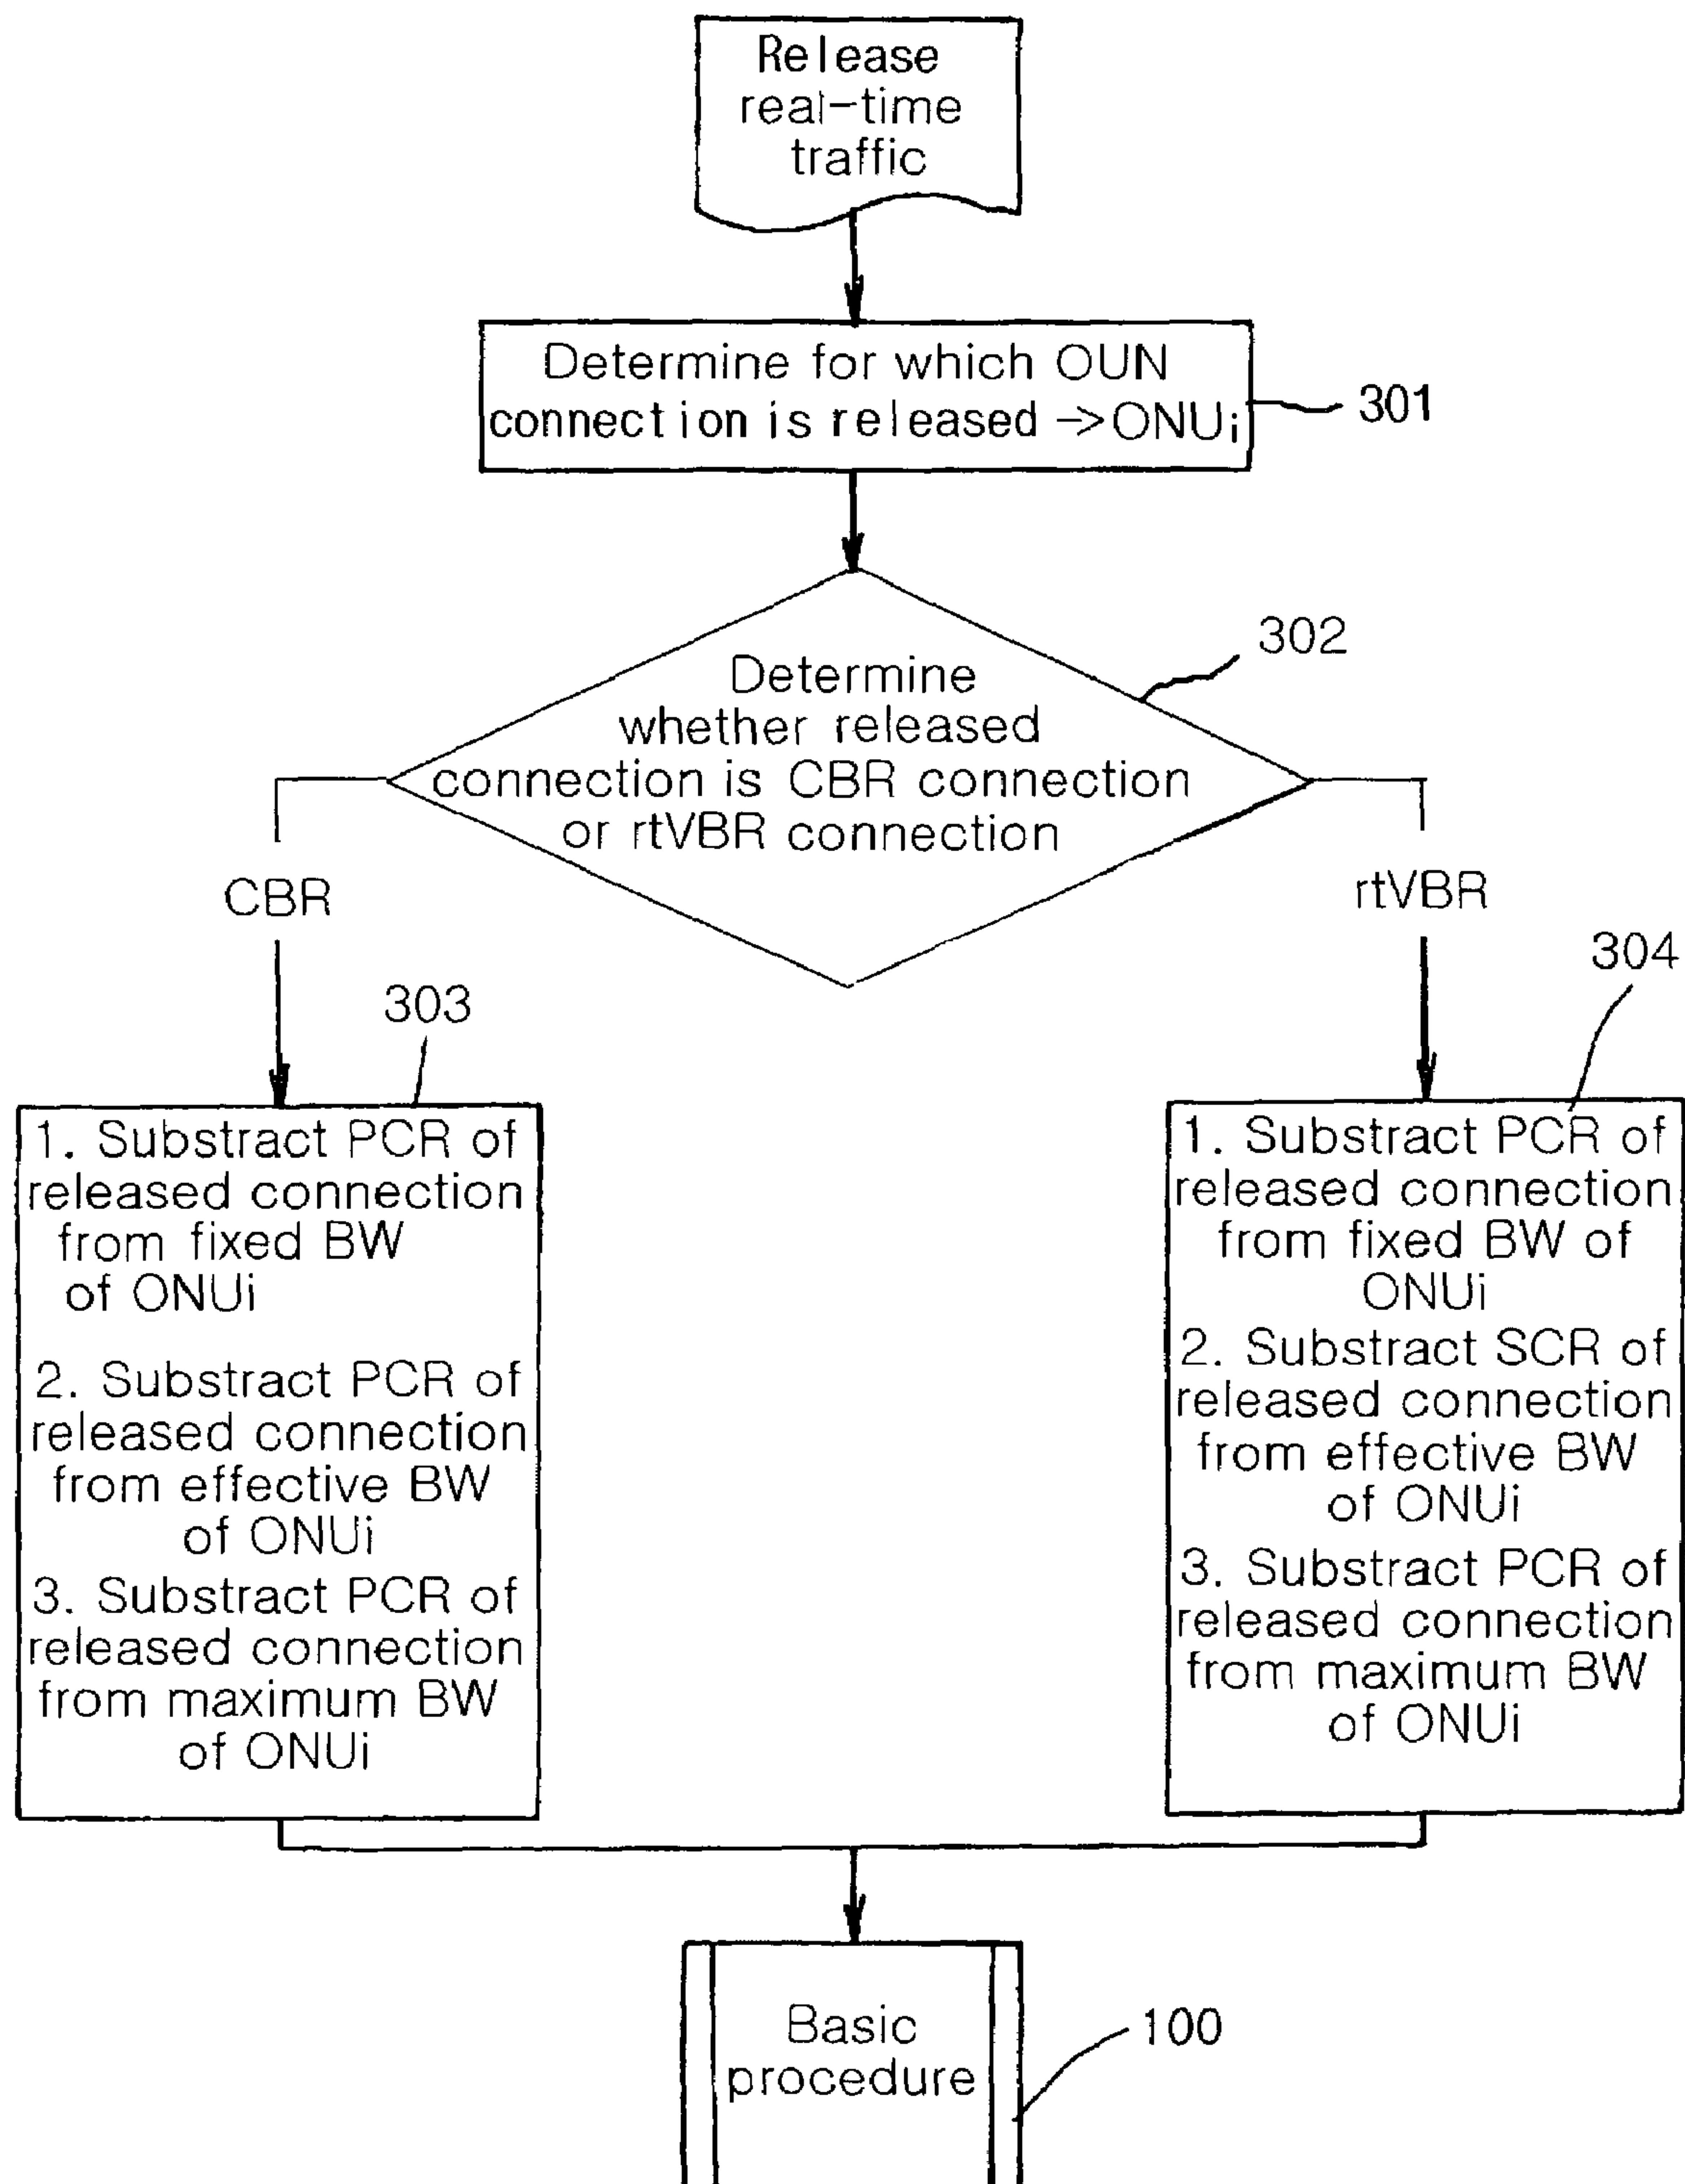 Release
real-time
traffic
Determine for which OUN
connection is released ->ONUi
301
302
Determine
whether released
connection is CBR connection
or rtVBR connection
CBR
rtVBR
303
304
1. Substract PCR of
released connection
from fixed BW
of ONUi
2. Substract PCR of
released connection
from effective BW
of ONUi
3. Substract PCR of
released connection
from maximum BW
of ONUi
1. Substract PCR of
released connection
from fixed BW of
ONUi
2. Substract SCR of
released connection
from effective BW
of ONUi
3. Substract PCR of
released connection
from maximum BW
of ONUi
Basic
procedure
100